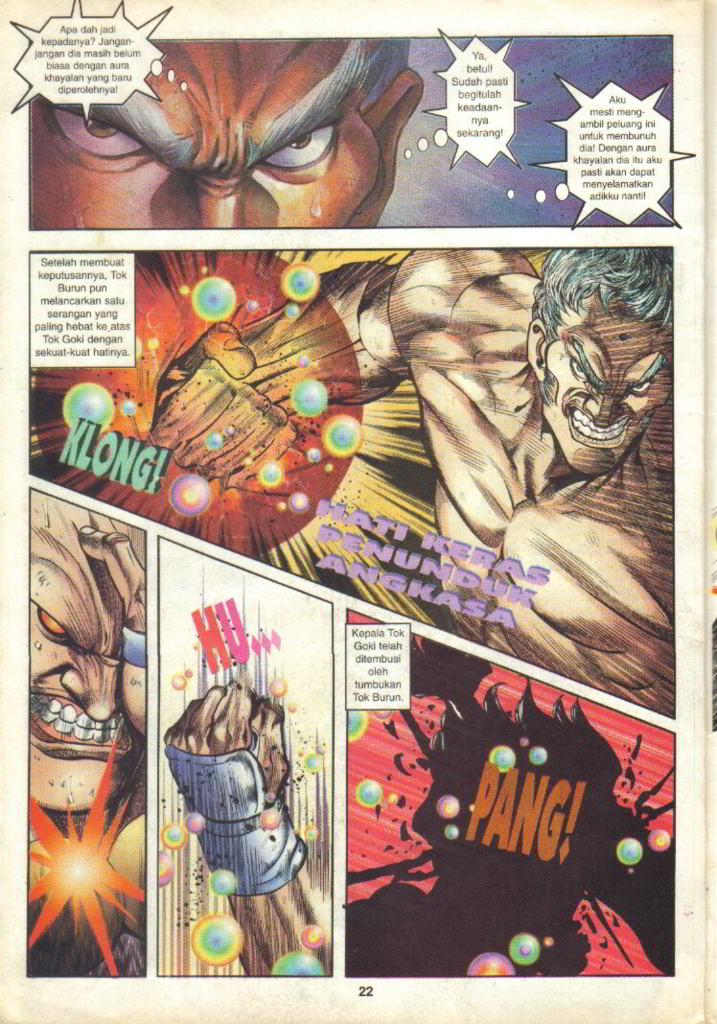 Apa dah jadi
kepadanya? Jangan-
jangan dia masih belum
biasa dengan aura
khayalan yang baru
diperolehnya!
Ya,
betul!
Sudah pasti
begitulah
keadaan-
nya
sekarang!
Aku
mesti meng-
ambil peluang ini
untuk membunuh
dia! Dengan aura
khayalan dia itu aku
pasti akan dapat
menyelamatkan
adikku nanti!
Setelah membuat
keputusannya, Tok
Burun pun
melancarkan satu
serangan yang
paling hebat ke atas
Tok Goki dengan
sekuat-kuat hatinya.
KLONG!
HATI KERAS
PENUNDUK
ANGKASA
HU...
Kepala Tok
Goki telah
ditembusi
oleh
tumbukan
Tok Burun.
PANG!
22